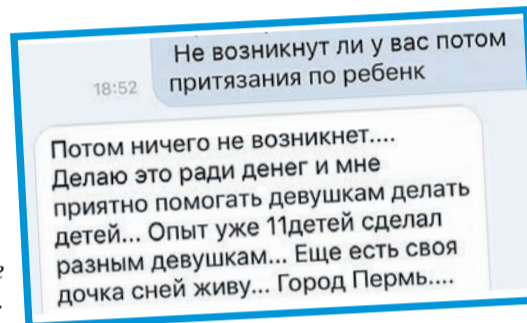 Не возникнут ли у вас потом
18:52
притязания по ребенк
Потом ничего не возникнет....
Делаю это ради денег и мне
приятно помогать девушкам делать
детей... Опыт уже 11детей сделал
разным девушкам... Еще есть своя
дочка сней живу... Город Пермь....
е